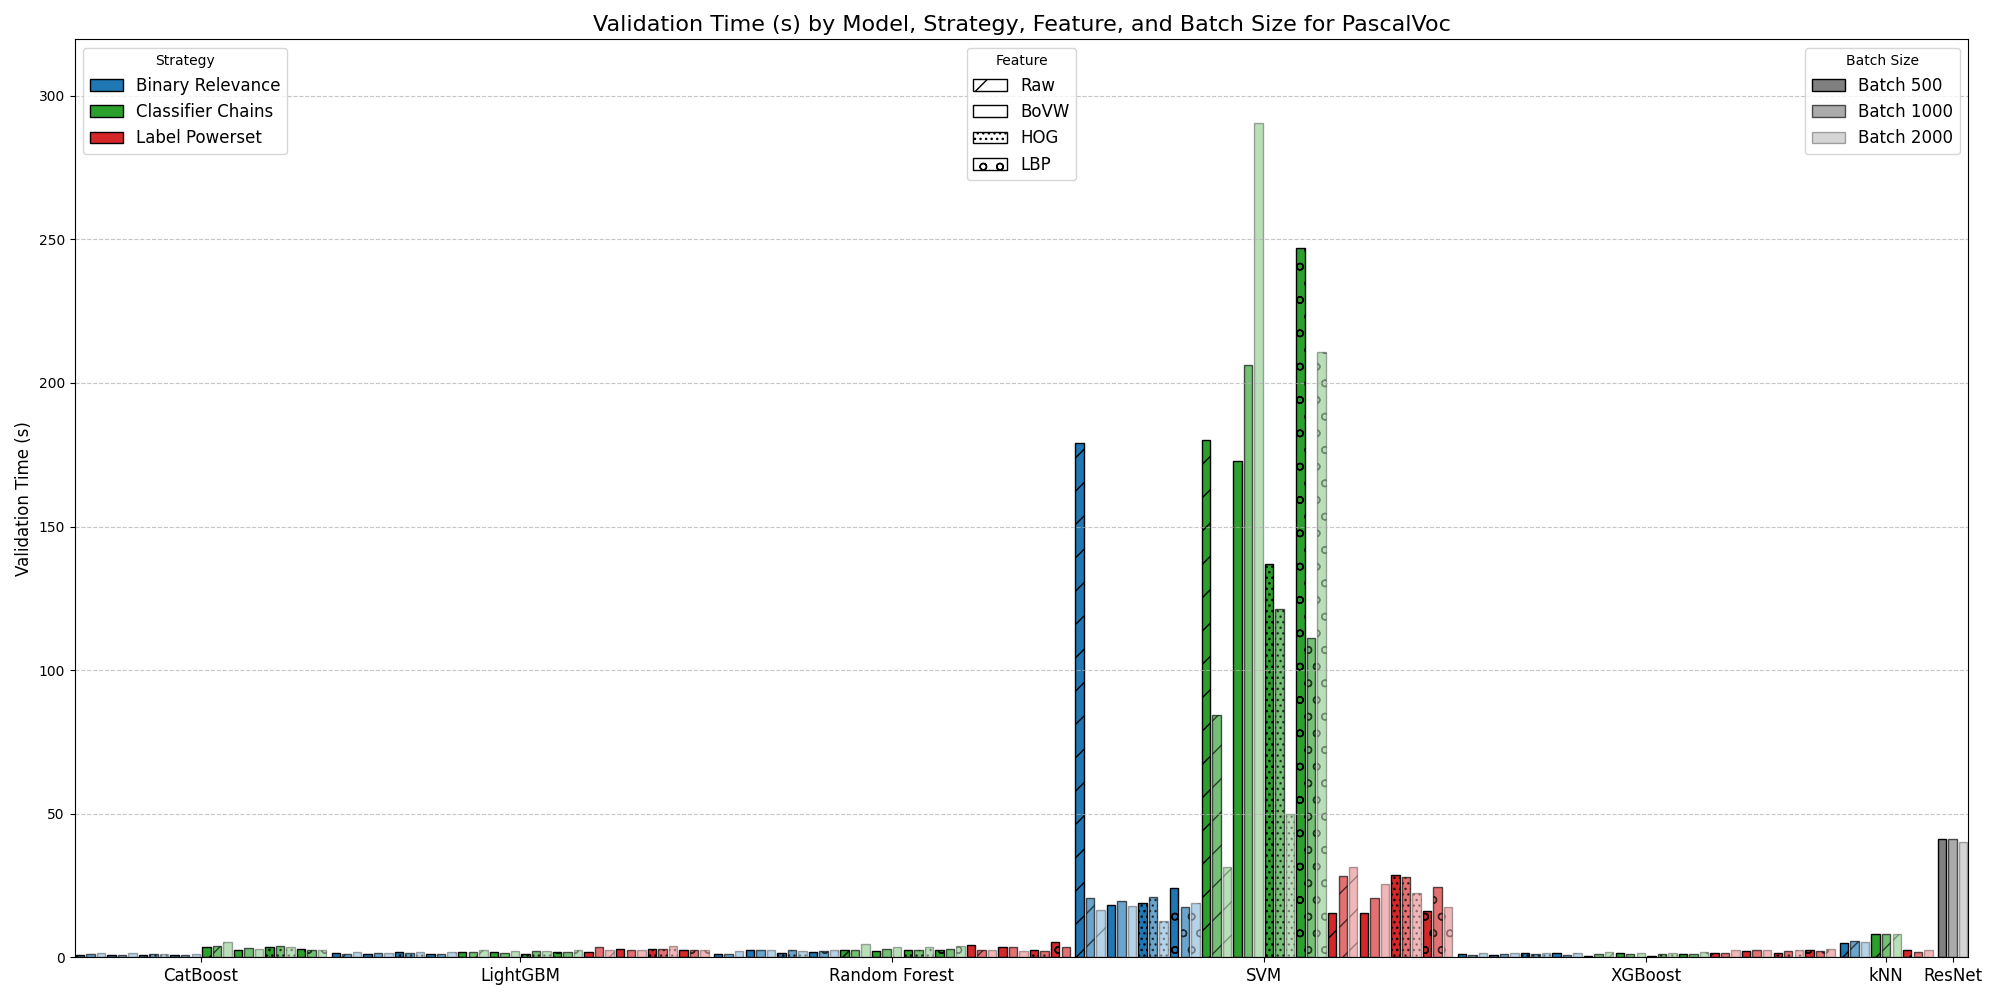 Validation Time (s) by Model, Strategy, Feature, and Batch Size for PascalVoc
Strategy
Binary Relevance
Classifier Chains
Label Powerset
Feature
Raw
BoVW
HOG
LBP
Batch Size
Batch 500
Batch 1000
Batch 2000
Validation Time (s)
300
250
200
150
100
50
0
CatBoost
LightGBM
Random Forest
SVM
XGBoost
kNN
ResNet